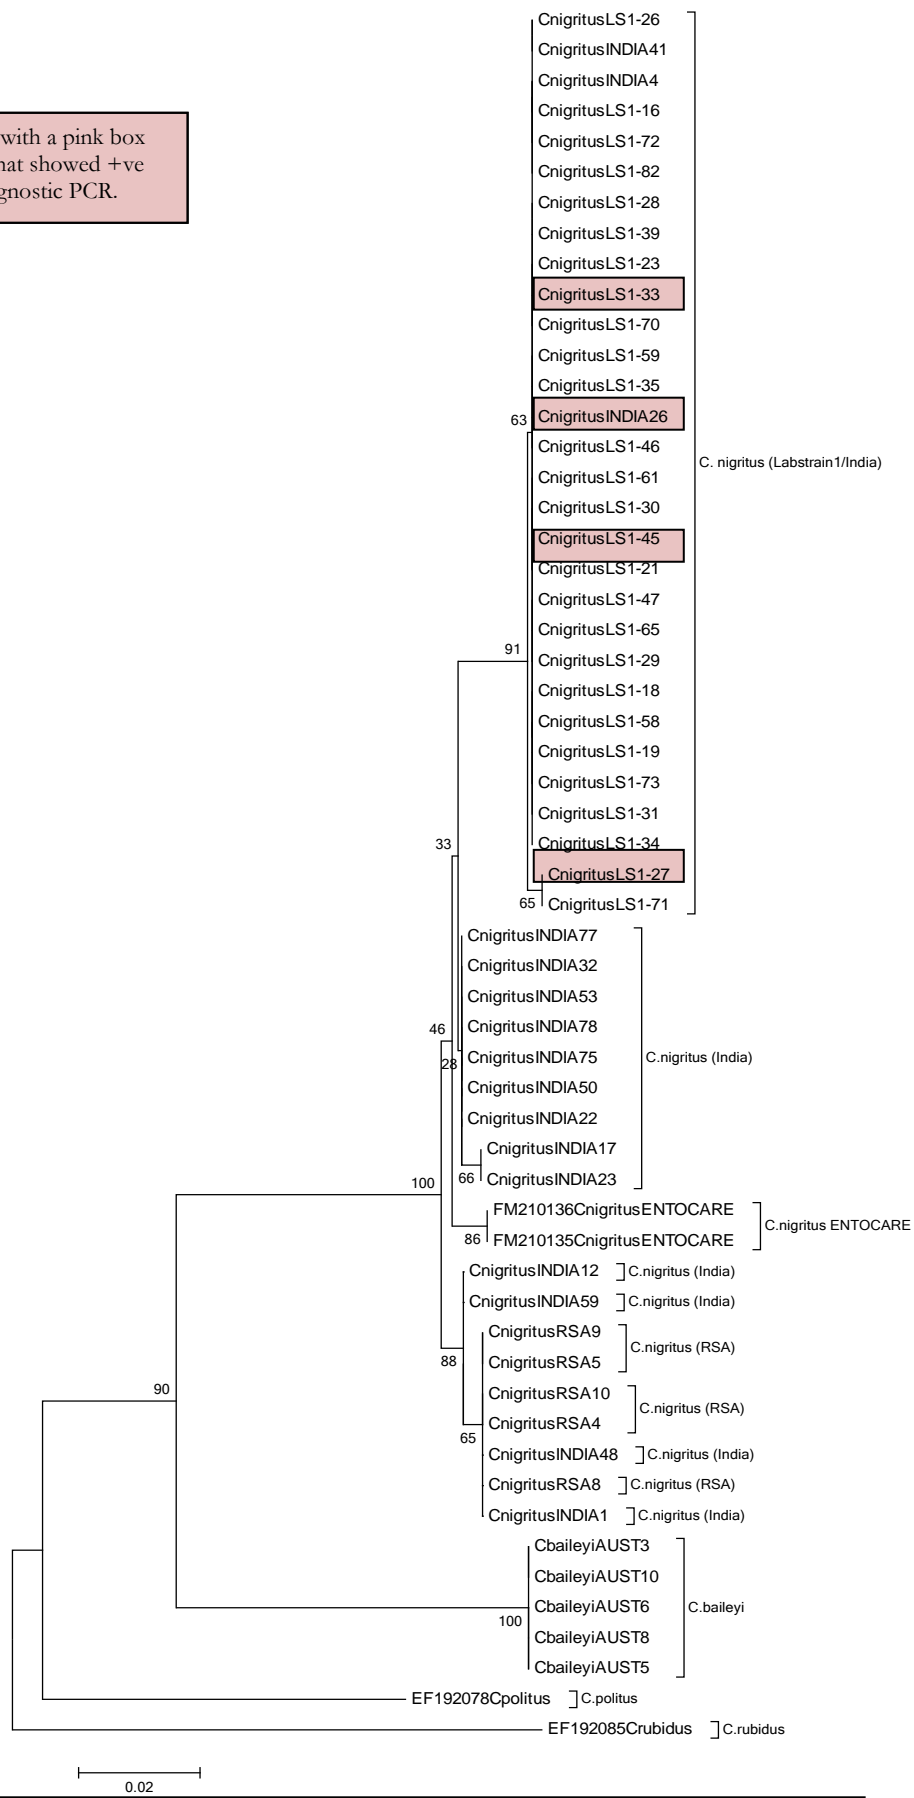 with a pink box
hat showed +ve
gnostic PCR.
CnigritusLS1-26
CnigritusINDIA41
CnigritusINDIA4
CnigritusLS1-16
CnigritusLS1-72
CnigritusLS1-82
CnigritusLS1-28
CnigritusLS1-39
CnigritusLS1-23
CnigritusLS1-33
CnigritusLS1-70
CnigritusLS1-59
CnigritusLS1-35
CnigritusINDIA26
63
CnigritusLS1-46
C. nigritus (Labstrain1/India)
CnigritusLS1-61
CnigritusLS1-30
CnigritusLS1-45
CnigritusLS1-21
CnigritusLS1-47
CnigritusLS1-65
91
CnigritusLS1-29
CnigritusLS1-18
CnigritusLS1-58
CnigritusLS1-19
CnigritusLS1-73
CnigritusLS1-31
CnigritusLS1-34
33
CnigritusLS1-27
65
CnigritusLS1-71
CnigritusINDIA77
CnigritusINDIA32
CnigritusINDIA53
CnigritusINDIA78
46
CnigritusINDIA75
C.nigritus (India)
28
CnigritusINDIA50
CnigritusINDIA22
CnigritusINDIA17
66
CnigritusINDIA23
100
FM210136CnigritusENTOCARE
C.nigritus ENTOCARE
86
FM210135CnigritusENTOCARE
CnigritusINDIA12
C.nigritus (India)
CnigritusINDIA59
C.nigritus (India)
CnigritusRSA9
C.nigritus (RSA)
88
CnigritusRSA5
CnigritusRSA10
C.nigritus (RSA)
90
CnigritusRSA4
65
CnigritusINDIA48
C.nigritus (India)
CnigritusRSA8
C.nigritus (RSA)
CnigritusINDIA1
C.nigritus (India)
CbaileyiAUST3
CbaileyiAUST10
CbaileyiAUST6
C.baileyi
100
CbaileyiAUST8
CbaileyiAUST5
EF192078Cpolitus
C.politus
EF192085Crubidus
C.rubidus
0.02